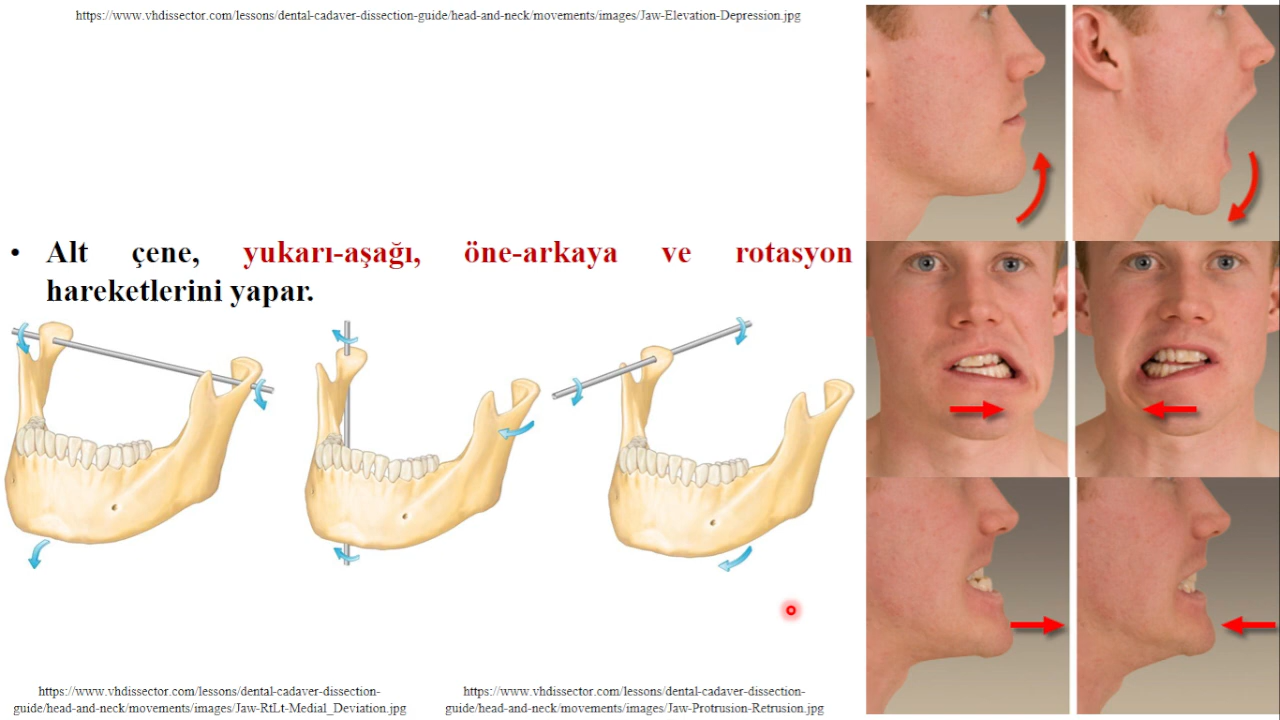 https://www.vhdissector.com/lessons/dental-cadaver-dissection-guide/head-and-neck/movements/images/Jaw-Elevation-Depression.jpg
• Alt çene, yukarı-aşağı, öne-arkaya ve rotasyon
hareketlerini yapar.
https://www.vhdissector.com/lessons/dental-cadaver-dissection-
guide/head-and-neck/movements/images/Jaw-RtLt-Medial_Deviation.jpg
https://www.vhdissector.com/lessons/dental-cadaver-dissection-
guide/head-and-neck/movements/images/Jaw-Protrusion-Retrusion.jpg